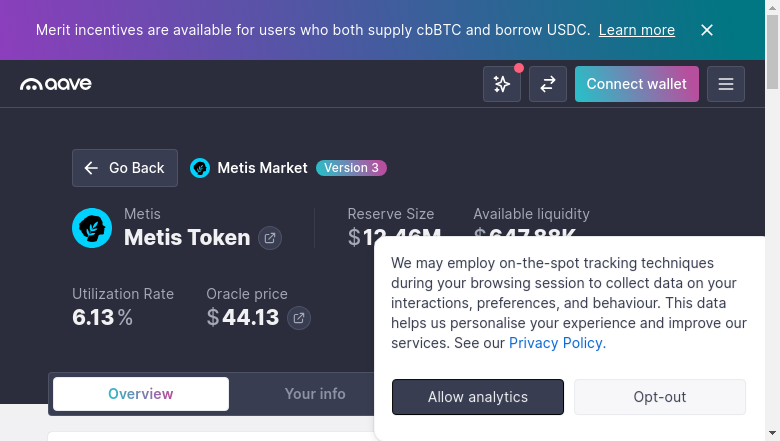 Merit incentives are available for users who both supply cbBTC and borrow USDC. Learn more
aave
Connect wallet
Go Back
Metis Market
Version 3
Metis
Metis Token
Reserve Size
$12.46M
Available liquidity
$647.88K
Utilization Rate
6.13%
Oracle price
$44.13
We may employ on-the-spot tracking techniques
during your browsing session to collect data on your
interactions, preferences, and behaviour. This data
helps us personalise your experience and improve our
services. See our Privacy Policy.
Allow analytics
Opt-out
Overview
Your info